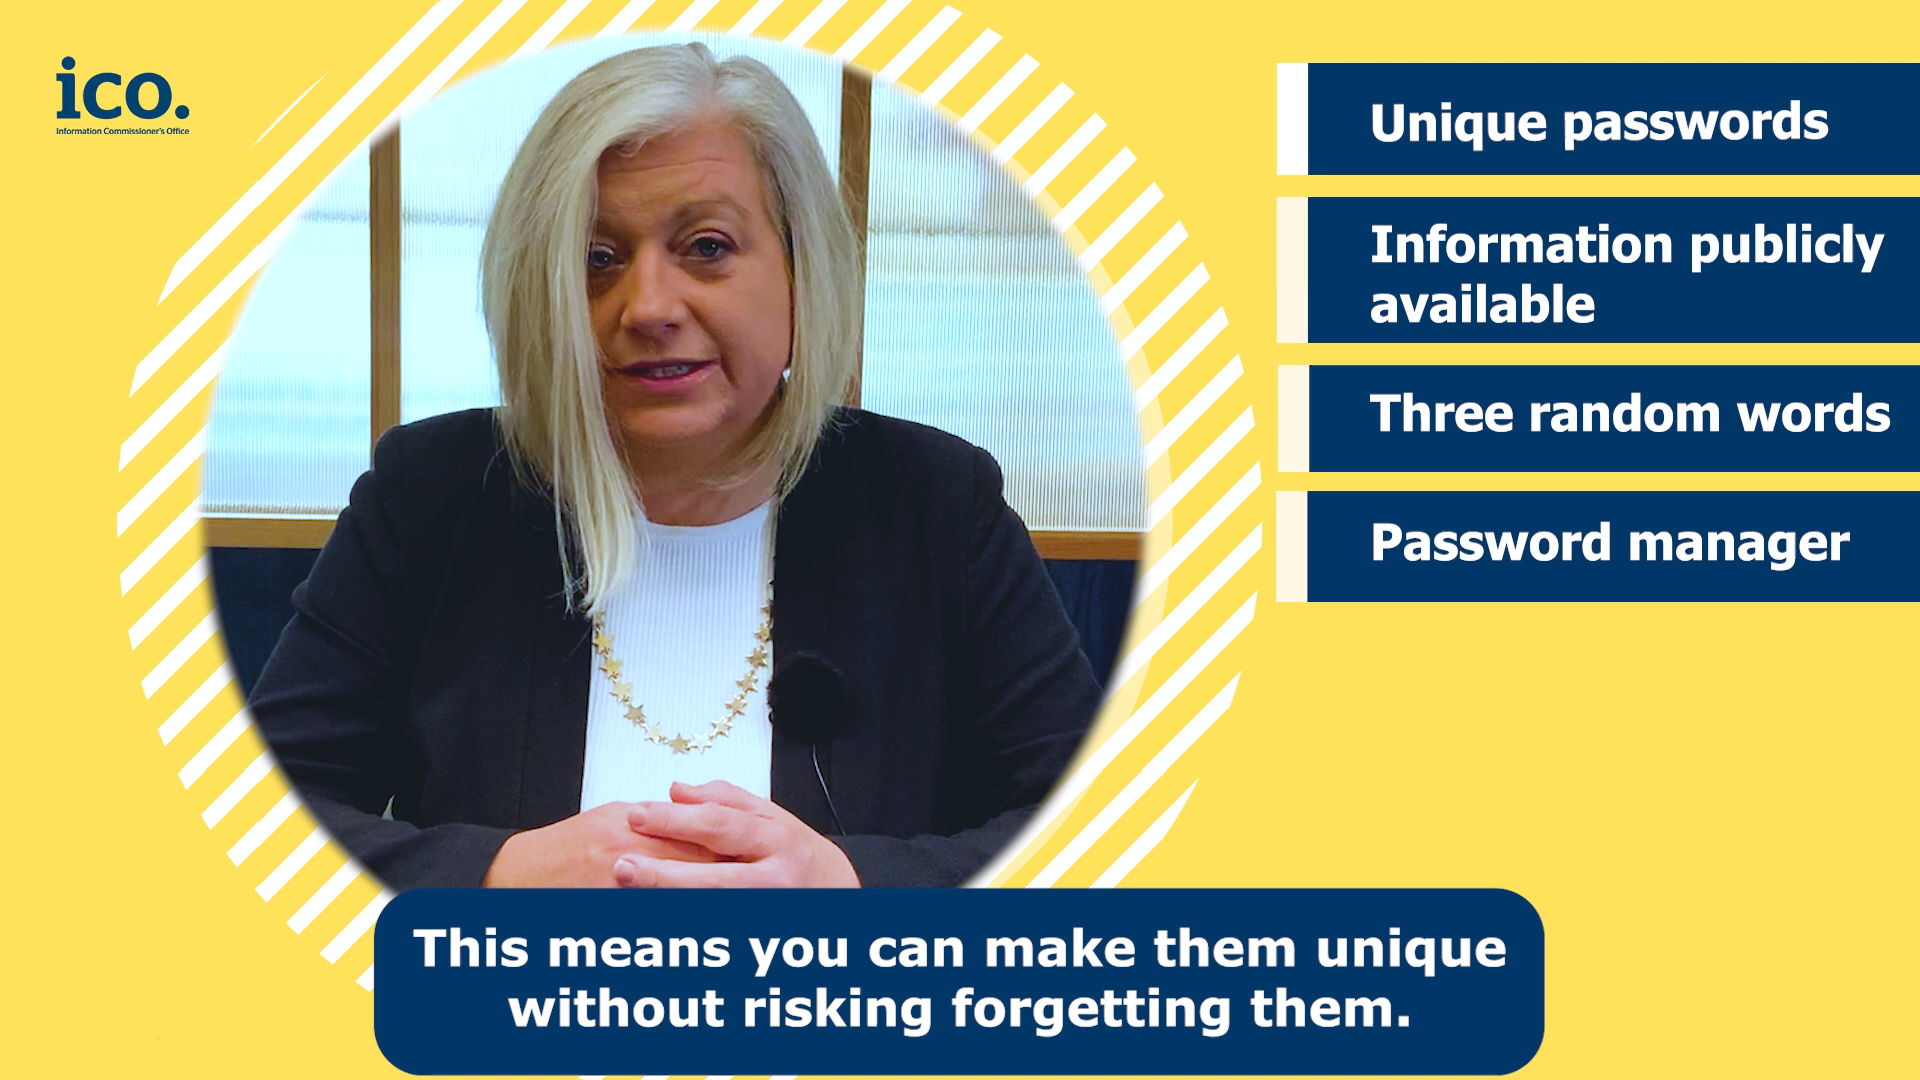 ico.
Information Commissioner's Office
Unique passwords
Information publicly
available
Three random words
Password manager
This means you can make them unique
without risking forgetting them.